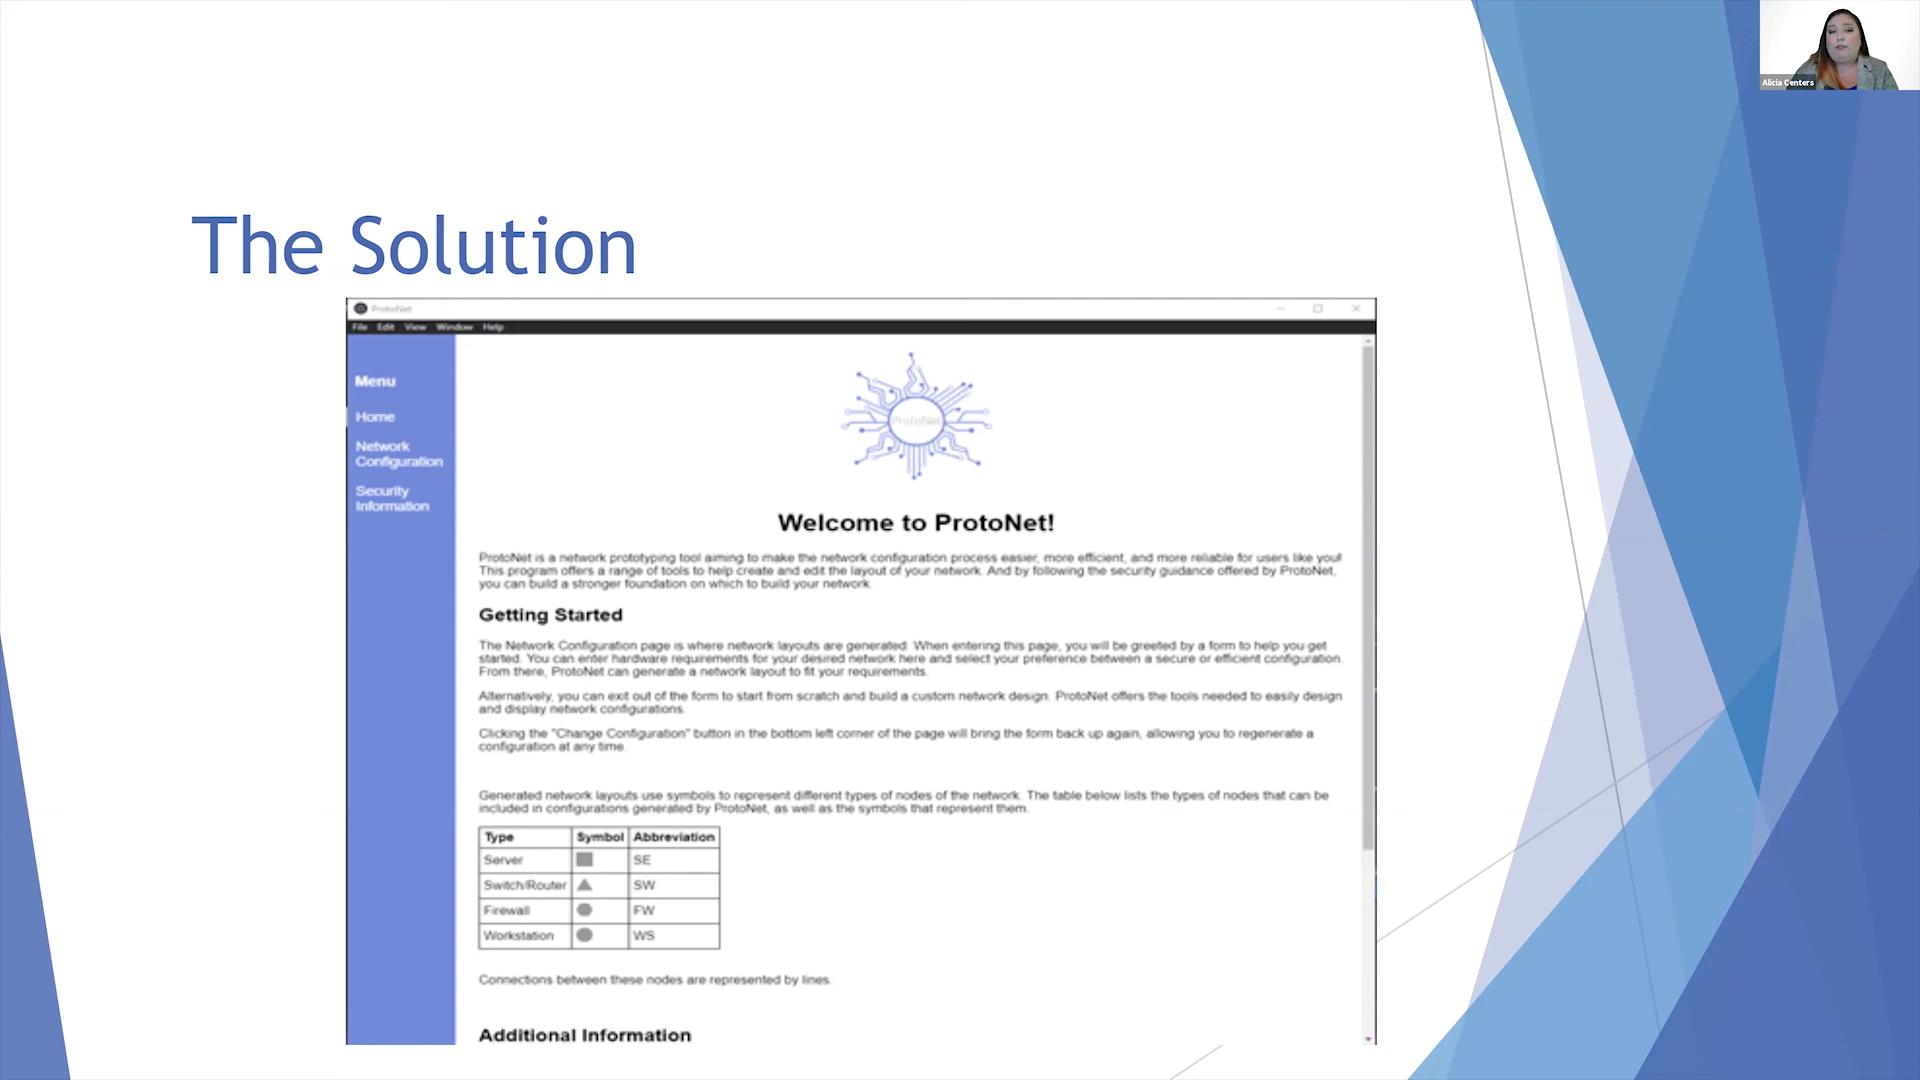 Alicia Centers
The Solution
ProtoNet
File Edit View Window Help
Menu
Home
Network
Configuration
Security
Information
ProtoNet
Welcome to ProtoNet!
ProtoNet is a network prototyping tool aiming to make the network configuration process easier, more efficient, and more reliable for users like you!
This program offers a range of tools to help create and edit the layout of your network. And by following the security guidance offered by ProtoNet,
you can build a stronger foundation on which to build your network.
Getting Started
The Network Configuration page is where network layouts are generated. When entering this page, you will be greeted by a form to help you get
started. You can enter hardware requirements for your desired network here and select your preference between a secure or efficient configuration.
From there, ProtoNet can generate a network layout to fit your requirements.
Alternatively, you can exit out of the form to start from scratch and build a custom network design. ProtoNet offers the tools needed to easily design
and display network configurations.
Clicking the "Change Configuration" button in the bottom left corner of the page will bring the form back up again, allowing you to regenerate a
configuration at any time.
Generated network layouts use symbols to represent different types of nodes of the network. The table below lists the types of nodes that can be
included in configurations generated by ProtoNet, as well as the symbols that represent them.
Type Symbol Abbreviation
Server SE
Switch/Router SW
Firewall FW
Workstation WS
Connections between these nodes are represented by lines.
Additional Information